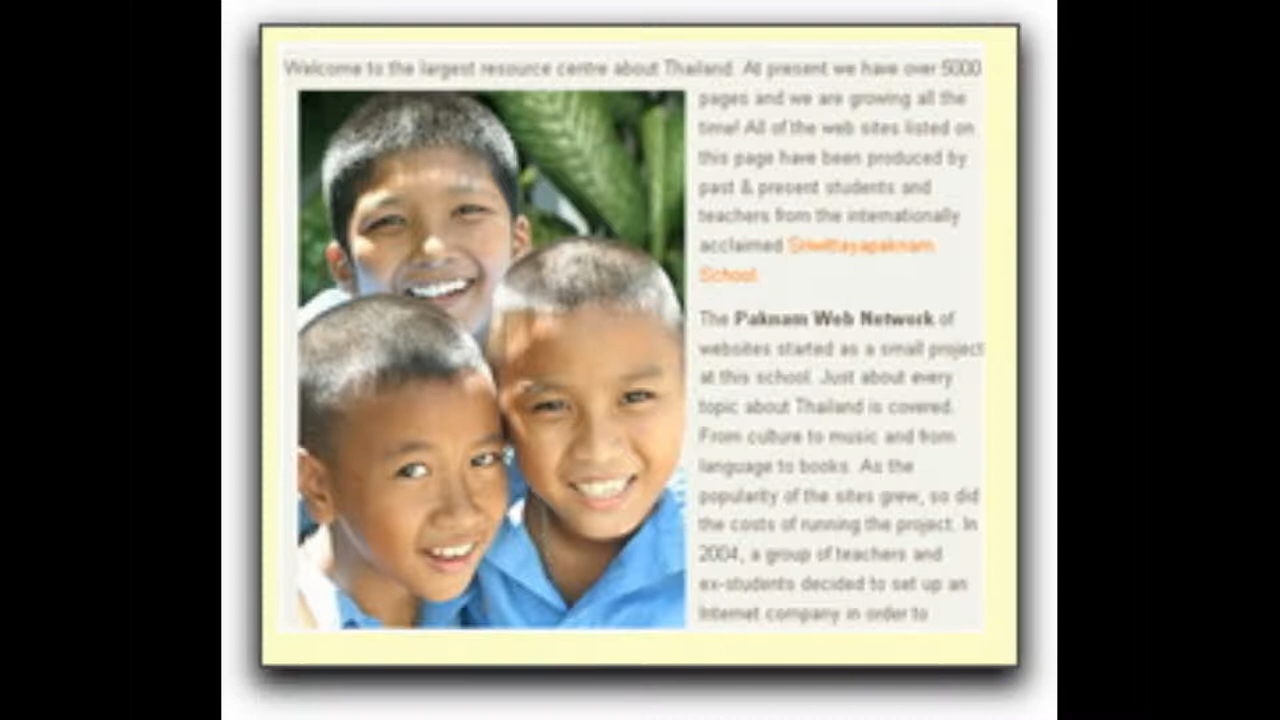 Welcome to the largest resource centre about Thailand. At present we have over 5000
pages and we are growing all the
time! All of the web sites listed on
this page have been produced by
past & present students and
teachers from the internationally
acclaimed Sriwittayapaknam
School.
The Paknam Web Network of
websites started as a small project
at this school. Just about every
topic about Thailand is covered.
From culture to music and from
language to books. As the
popularity of the sites grew, so did
the costs of running the project. In
2004, a group of teachers and
ex-students decided to set up an
Internet company in order to